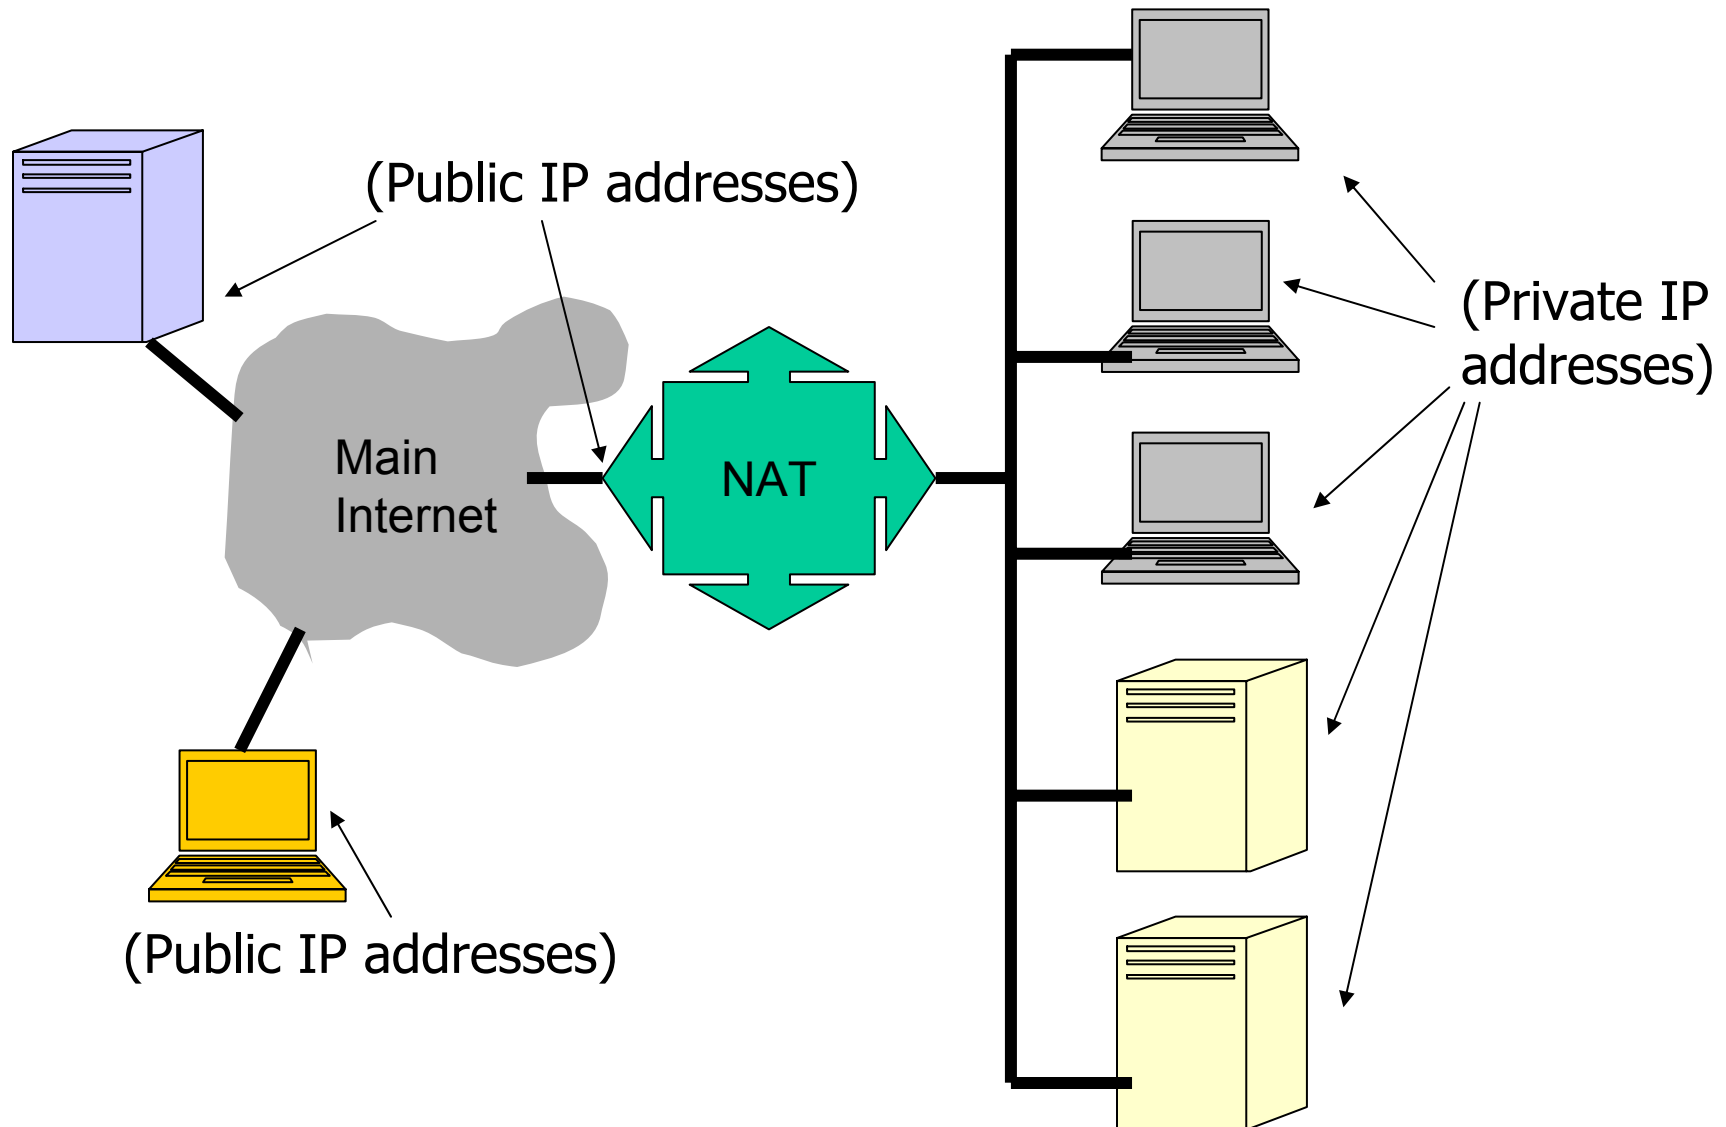 (Public IP addresses)
(Private IP
addresses)
Main
Internet
NAT
(Public IP addresses)